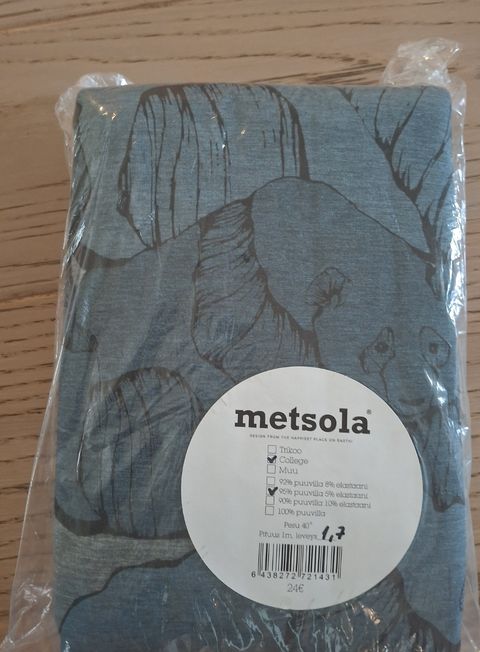 metsola®
DESIGN FROM THE HAPPIEST PLACE ON EARTH!
Trikoo
College
Muu
92% puuvilla 8% elastaani
95% puuvilla 5% elastaani
90% puuvilla 10% elastaani
100% puuvilla
Pesu 40°
Pituus 1m, leveys 1,7
6 438272 721431
24€